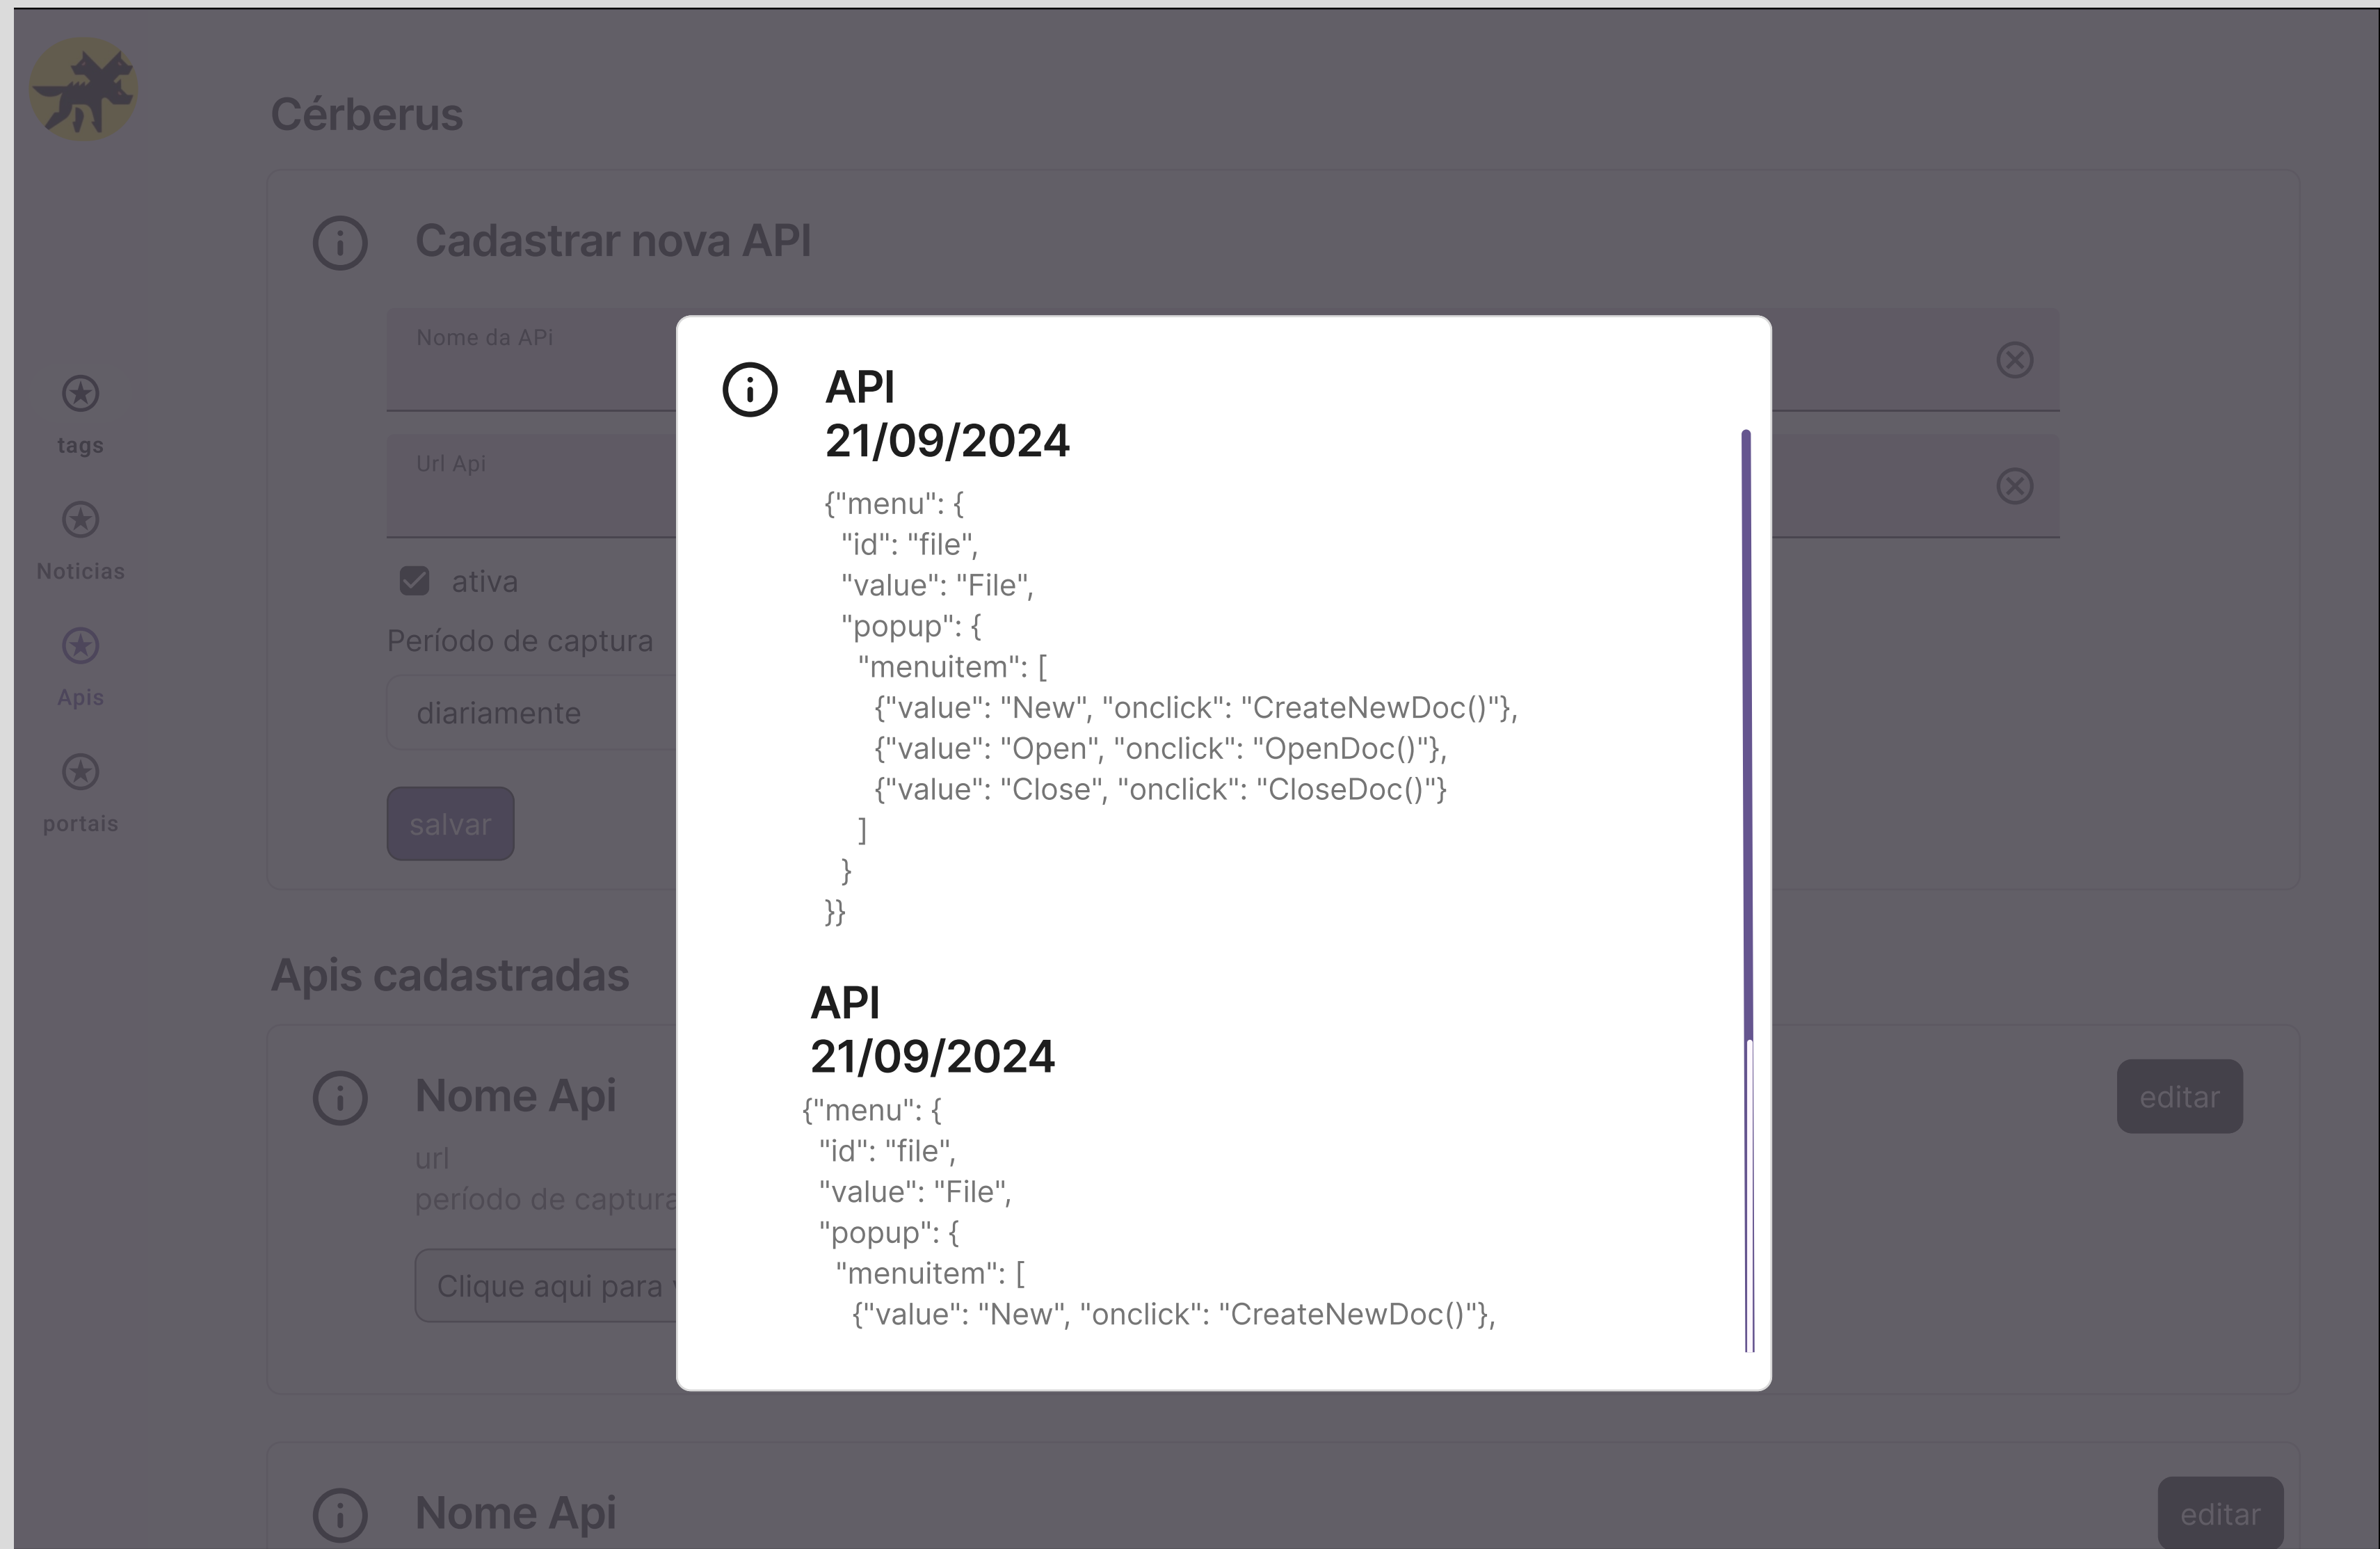 Cérberus
Cadastrar nova API
Nome da APi
Url Api
ativa
Período de captura
diariamente
salvar
tags
Noticias
Apis
portais
Apis cadastradas
Nome Api
editar
url
período de captura
Clique aqui para
Nome Api
editar
API
21/09/2024
{"menu": {
"id": "file",
"value": "File",
"popup": {
"menuitem": [
{"value": "New", "onclick": "CreateNewDoc()"},
{"value": "Open", "onclick": "OpenDoc()"},
{"value": "Close", "onclick": "CloseDoc()"}
]
}
}}
API
21/09/2024
{"menu": {
"id": "file",
"value": "File",
"popup": {
"menuitem": [
{"value": "New", "onclick": "CreateNewDoc()"},